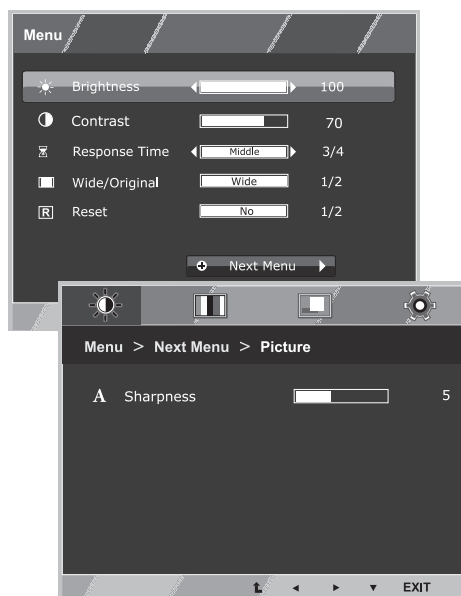 Menu
Brightness 100
Contrast 70
Response Time Middle 3/4
Wide/Original Wide 1/2
R Reset No 1/2
Next Menu
Menu > Next Menu > Picture
A Sharpness 5
EXIT